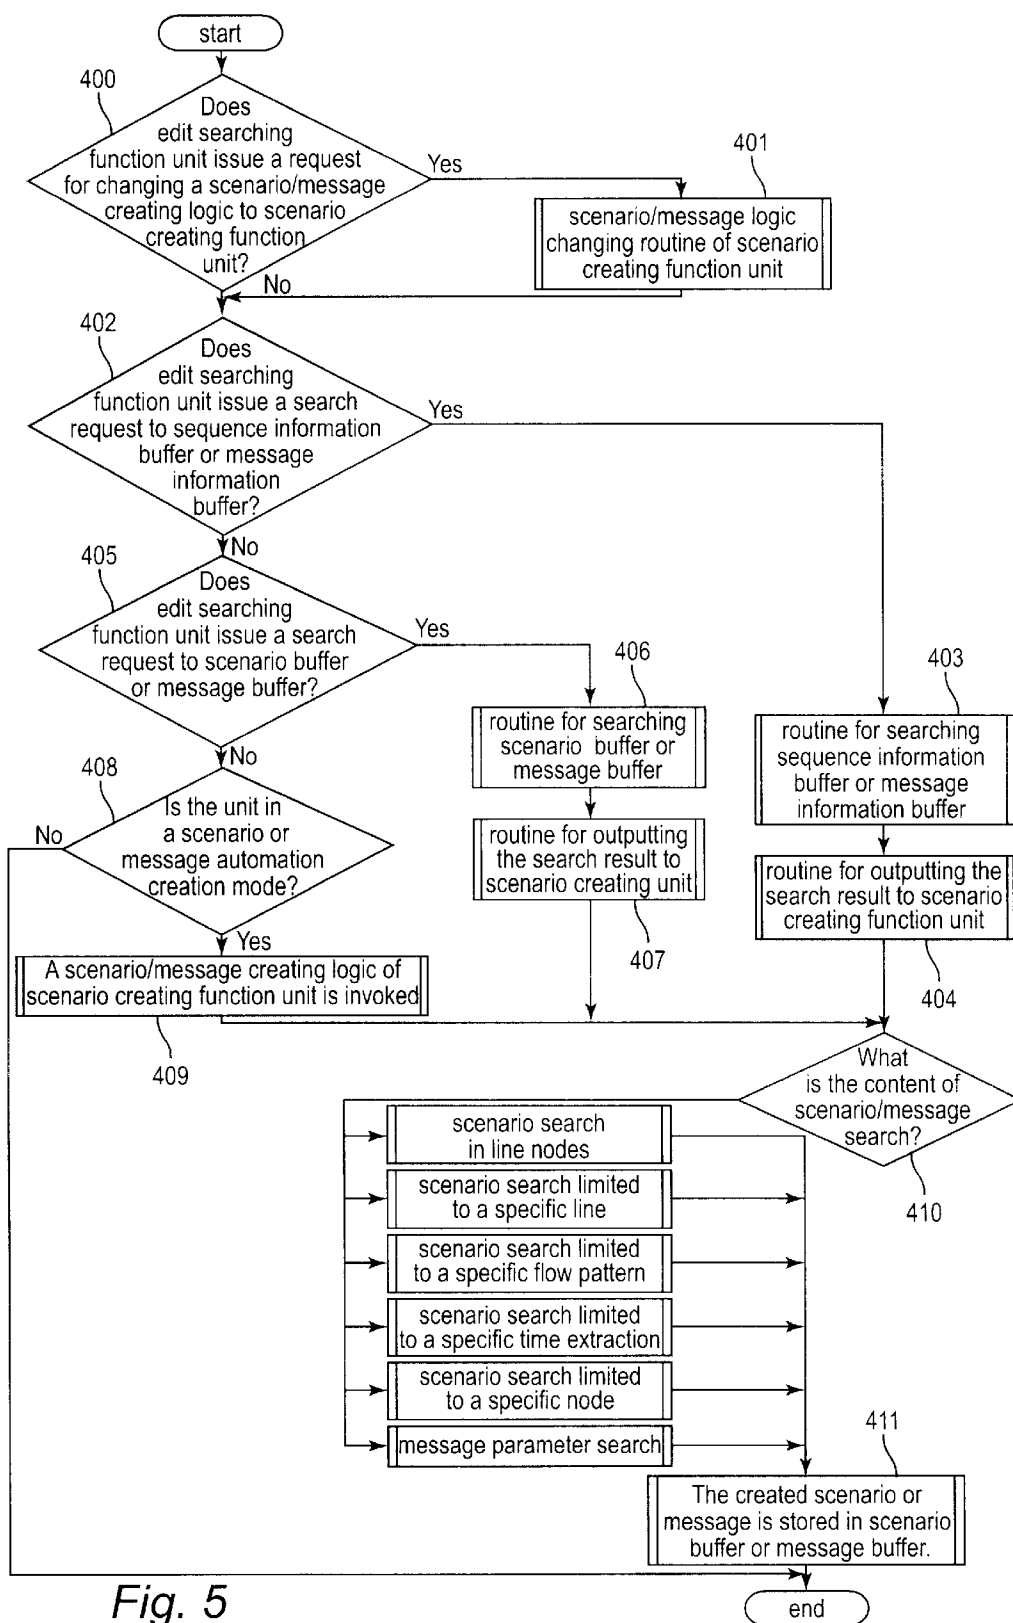 start
400
Does
edit searching
function unit issue a request
for changing a scenario/message
creating logic to scenario
creating function
unit?
Yes
401
scenario/message logic
changing routine of scenario
creating function unit
No
402
Does
edit searching
function unit issue a search
request to sequence information
buffer or message
information
buffer?
Yes
No
405
Does
edit searching
function unit issue a search
request to scenario buffer
or message buffer?
Yes
406
routine for searching
scenario buffer or
message buffer
403
routine for searching
sequence information
buffer or message
information buffer
No
408
Is the unit in
a scenario or
message automation
creation mode?
No
routine for outputting
the search result to
scenario creating unit
407
routine for outputting the
search result to scenario
creating function unit
404
Yes
A scenario/message creating logic of
scenario creating function unit is invoked
409
What
is the content of
scenario/message
search?
410
scenario search
in line nodes
scenario search limited
to a specific line
scenario search limited
to a specific flow pattern
scenario search limited
to a specific time extraction
scenario search limited
to a specific node
message parameter search
411
The created scenario or
message is stored in scenario
buffer or message buffer.
end
Fig. 5